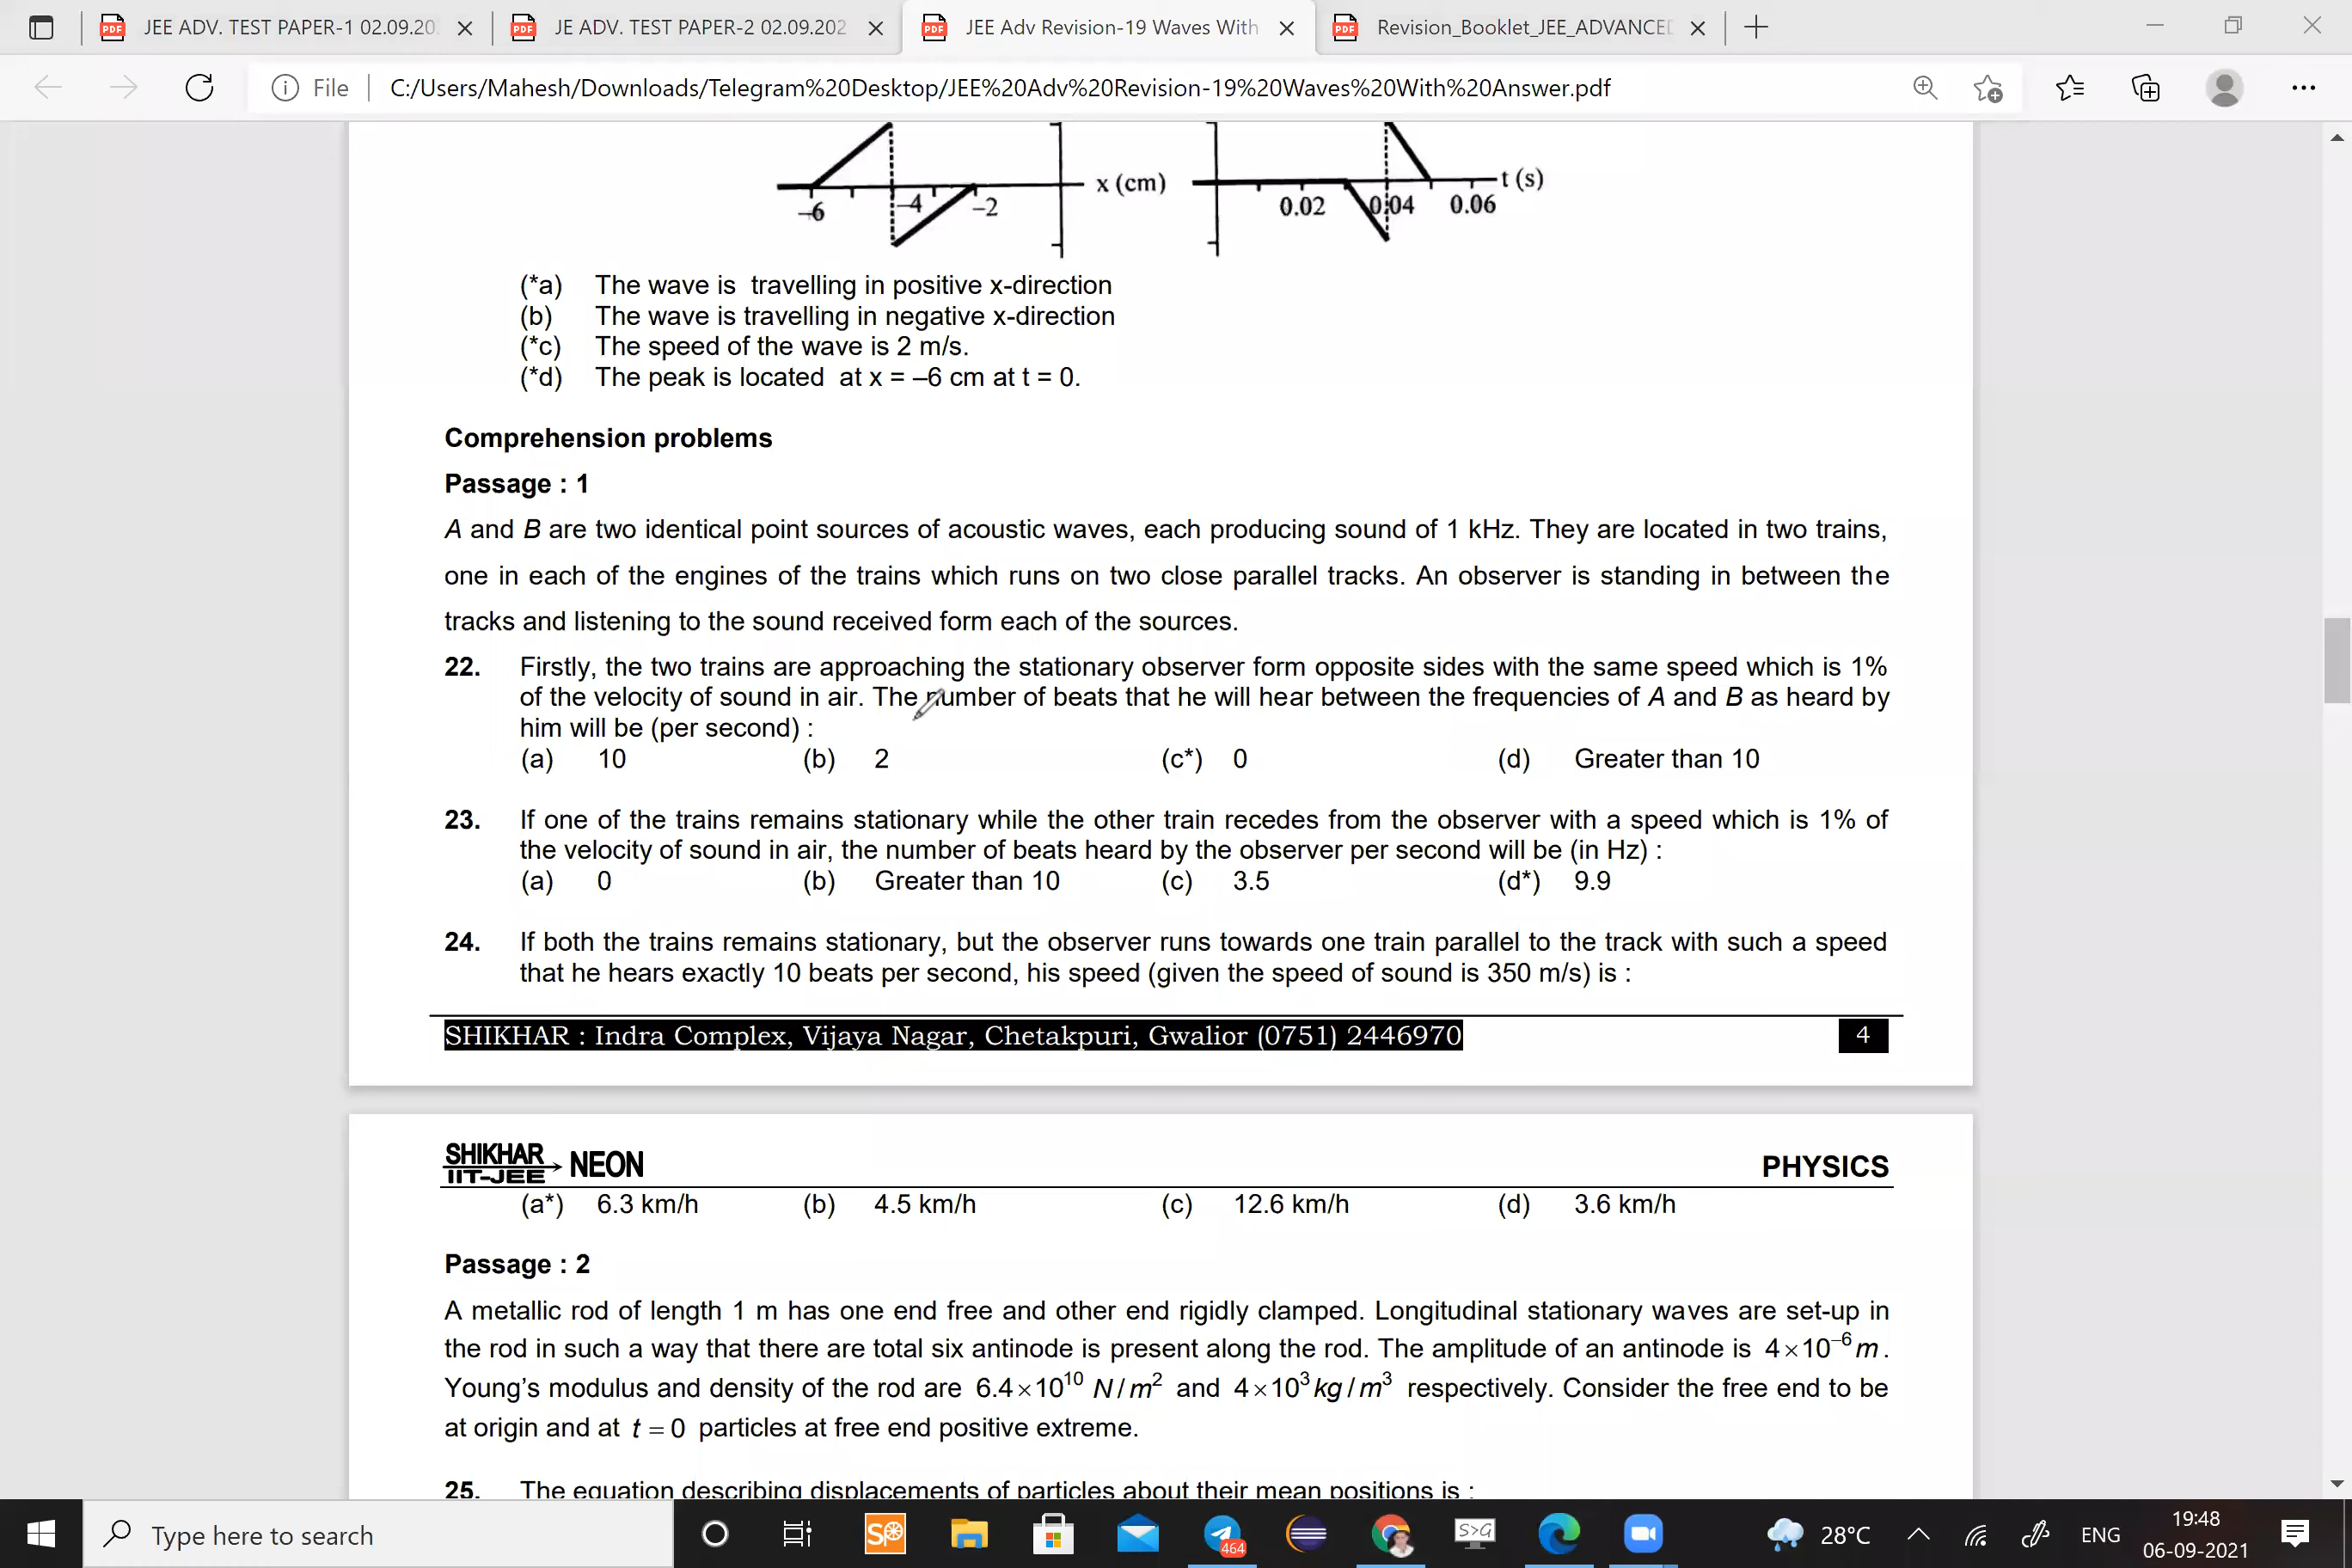 JEE ADV. TEST PAPER-1 02.09.20
JE ADV. TEST PAPER-2 02.09.202
JEE Adv Revision-19 Waves With
Revision_Booklet_JEE_ADVANCED
File
C:/Users/Mahesh/Downloads/Telegram%20Desktop/JEE%20Adv%20Revision-19%20Waves%20With%20Answer.pdf
x (cm)
t (s)
–6 –4 –2
0.02 0.04 0.06
(*a) The wave is travelling in positive x-direction
(b) The wave is travelling in negative x-direction
(*c) The speed of the wave is 2 m/s.
(*d) The peak is located at x = –6 cm at t = 0.
Comprehension problems
Passage : 1
A and B are two identical point sources of acoustic waves, each producing sound of 1 kHz. They are located in two trains,
one in each of the engines of the trains which runs on two close parallel tracks. An observer is standing in between the
tracks and listening to the sound received form each of the sources.
22. Firstly, the two trains are approaching the stationary observer form opposite sides with the same speed which is 1%
of the velocity of sound in air. The number of beats that he will hear between the frequencies of A and B as heard by
him will be (per second) :
(a) 10 (b) 2 (c*) 0 (d) Greater than 10
23. If one of the trains remains stationary while the other train recedes from the observer with a speed which is 1% of
the velocity of sound in air, the number of beats heard by the observer per second will be (in Hz) :
(a) 0 (b) Greater than 10 (c) 3.5 (d*) 9.9
24. If both the trains remains stationary, but the observer runs towards one train parallel to the track with such a speed
that he hears exactly 10 beats per second, his speed (given the speed of sound is 350 m/s) is :
SHIKHAR : Indra Complex, Vijaya Nagar, Chetakpuri, Gwalior (0751) 2446970 4
SHIKHAR
IIT-JEE NEON PHYSICS
(a*) 6.3 km/h (b) 4.5 km/h (c) 12.6 km/h (d) 3.6 km/h
Passage : 2
A metallic rod of length 1 m has one end free and other end rigidly clamped. Longitudinal stationary waves are set-up in
the rod in such a way that there are total six antinode is present along the rod. The amplitude of an antinode is 4×10⁻⁶ m.
Young's modulus and density of the rod are 6.4×10¹⁰ N/m² and 4×10³ kg/m³ respectively. Consider the free end to be
at origin and at t = 0 particles at free end positive extreme.
25. The equation describing displacements of particles about their mean positions is :
Type here to search
464
S>G
28°C
ENG
19:48
06-09-2021